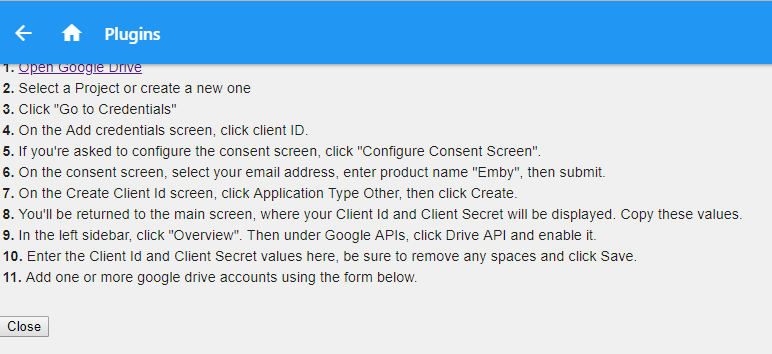 Plugins
1. Open Google Drive
2. Select a Project or create a new one
3. Click "Go to Credentials"
4. On the Add credentials screen, click client ID.
5. If you're asked to configure the consent screen, click "Configure Consent Screen".
6. On the consent screen, select your email address, enter product name "Emby", then submit.
7. On the Create Client Id screen, click Application Type Other, then click Create.
8. You'll be returned to the main screen, where your Client Id and Client Secret will be displayed. Copy these values.
9. In the left sidebar, click "Overview". Then under Google APIs, click Drive API and enable it.
10. Enter the Client Id and Client Secret values here, be sure to remove any spaces and click Save.
11. Add one or more google drive accounts using the form below.
Close